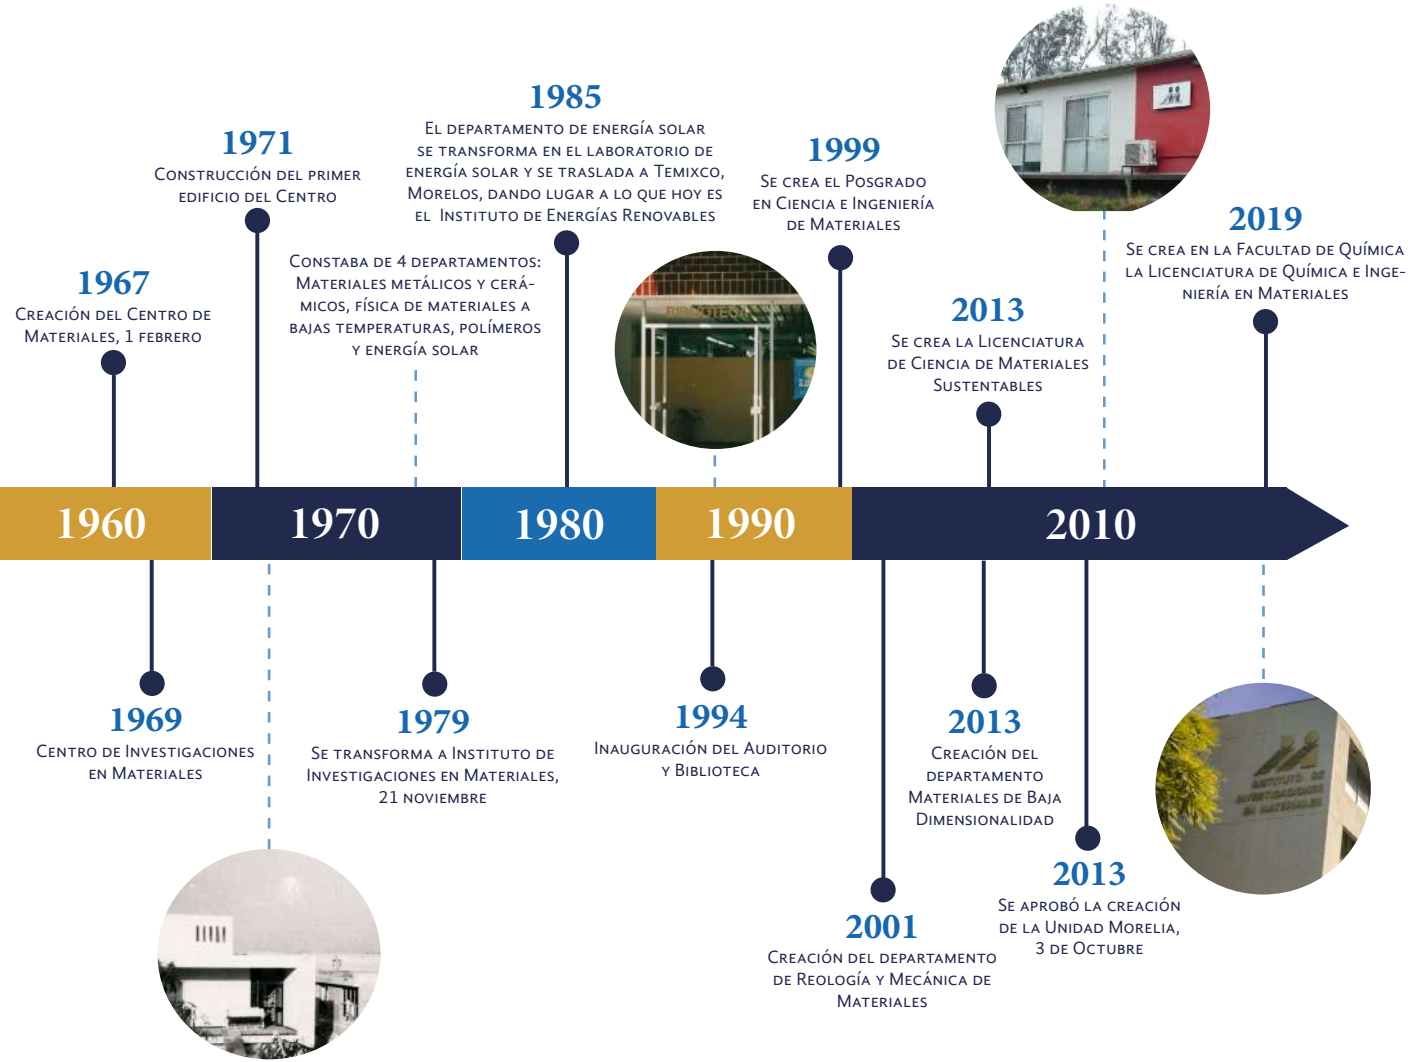 1967
Creación del Centro de
Materiales, 1 febrero
1971
Construcción del primer
edificio del Centro
Constaba de 4 departamentos:
Materiales metálicos y cerá-
micos, física de materiales a
bajas temperaturas, polímeros
y energía solar
1985
El departamento de energía solar
se transforma en el laboratorio de
energía solar y se traslada a Temixco,
Morelos, dando lugar a lo que hoy es
el Instituto de Energías Renovables
BIBLIOTECA
1999
Se crea el Posgrado
en Ciencia e Ingeniería
de Materiales
2013
Se crea la Licenciatura
de Ciencia de Materiales
Sustentables
2019
Se crea en la Facultad de Química
la Licenciatura de Química e Inge-
niería en Materiales
1960
1970
1980
1990
2010
1969
Centro de Investigaciones
en Materiales
1979
Se transforma a Instituto de
Investigaciones en Materiales,
21 noviembre
1994
Inauguración del Auditorio
y Biblioteca
2001
Creación del departamento
de Reología y Mecánica de
Materiales
2013
Creación del
departamento
Materiales de Baja
Dimensionalidad
2013
Se aprobó la creación
de la Unidad Morelia,
3 de Octubre
INSTITUTO DE
INVESTIGACIONES
EN MATERIALES